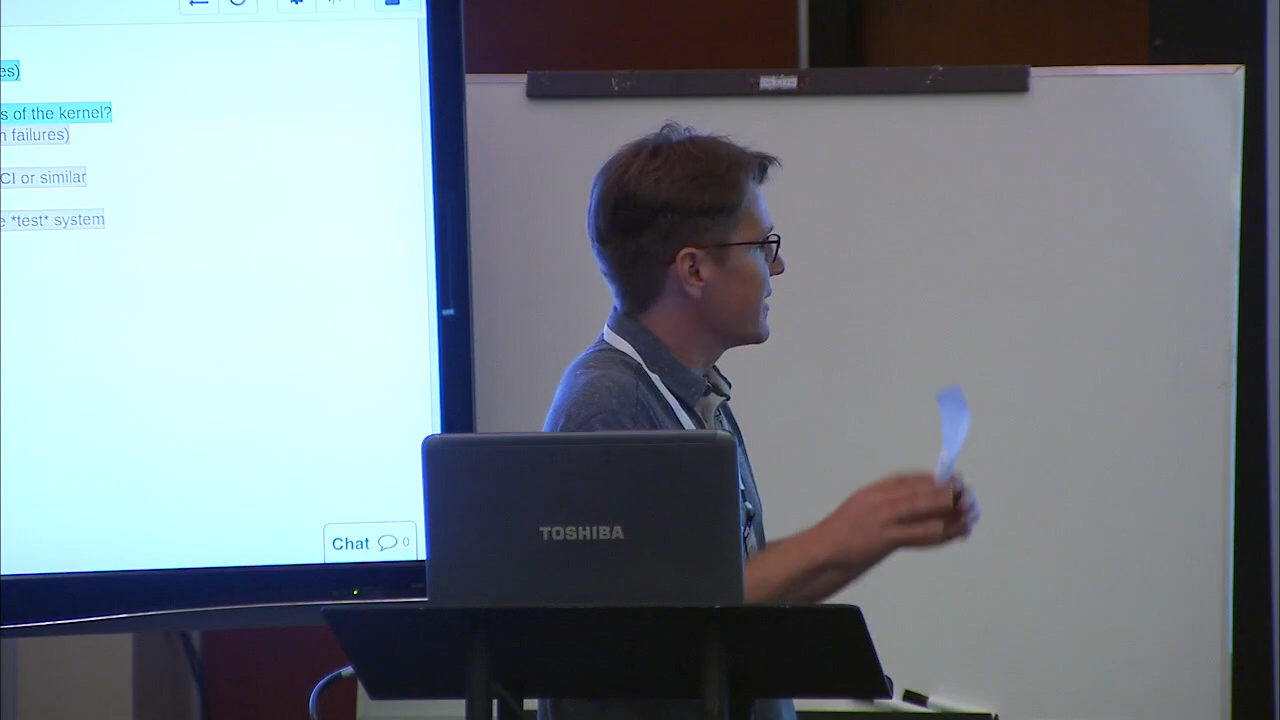 es)
s of the kernel?
n failures)
CI or similar
e *test* system
Chat 0
TOSHIBA